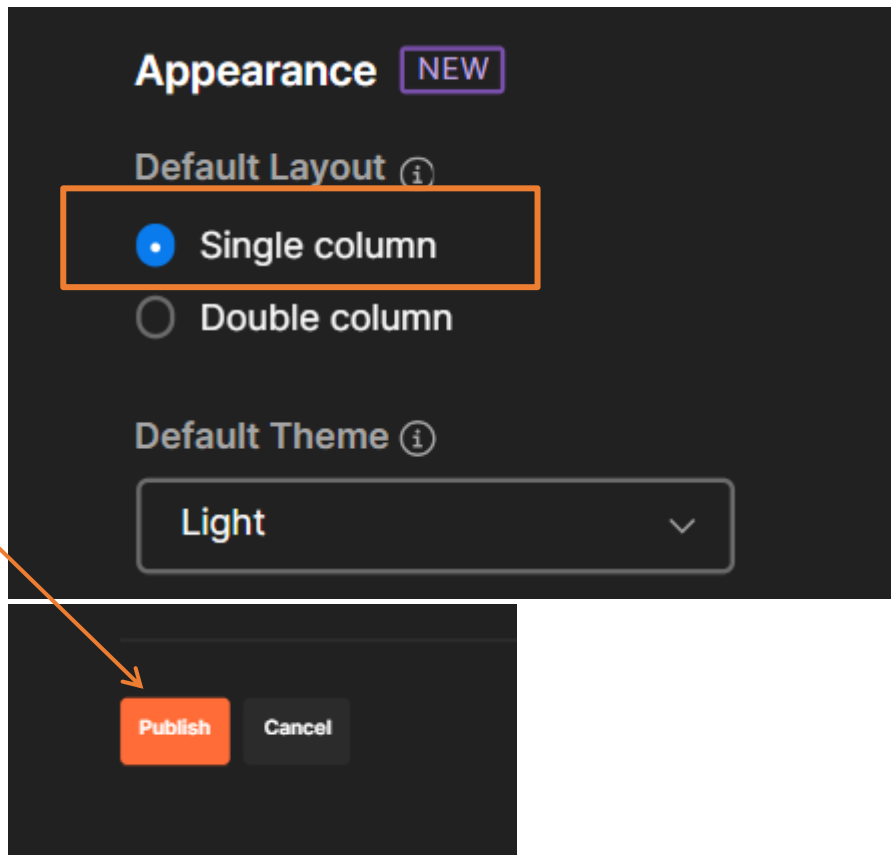 Appearance NEW
Default Layout
Single column
Double column
Default Theme
Light
Publish Cancel